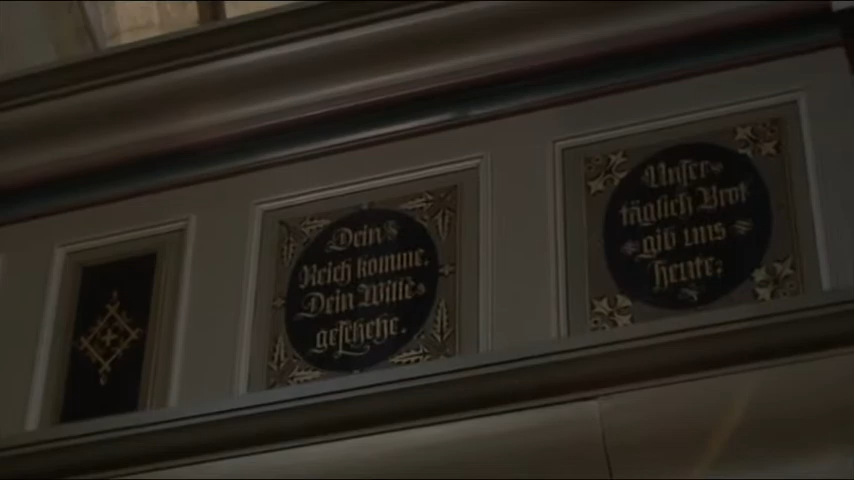 Dein
Reich komme.
Dein Wille
geschehe.
Unser
täglich Brot
gib uns
heute.